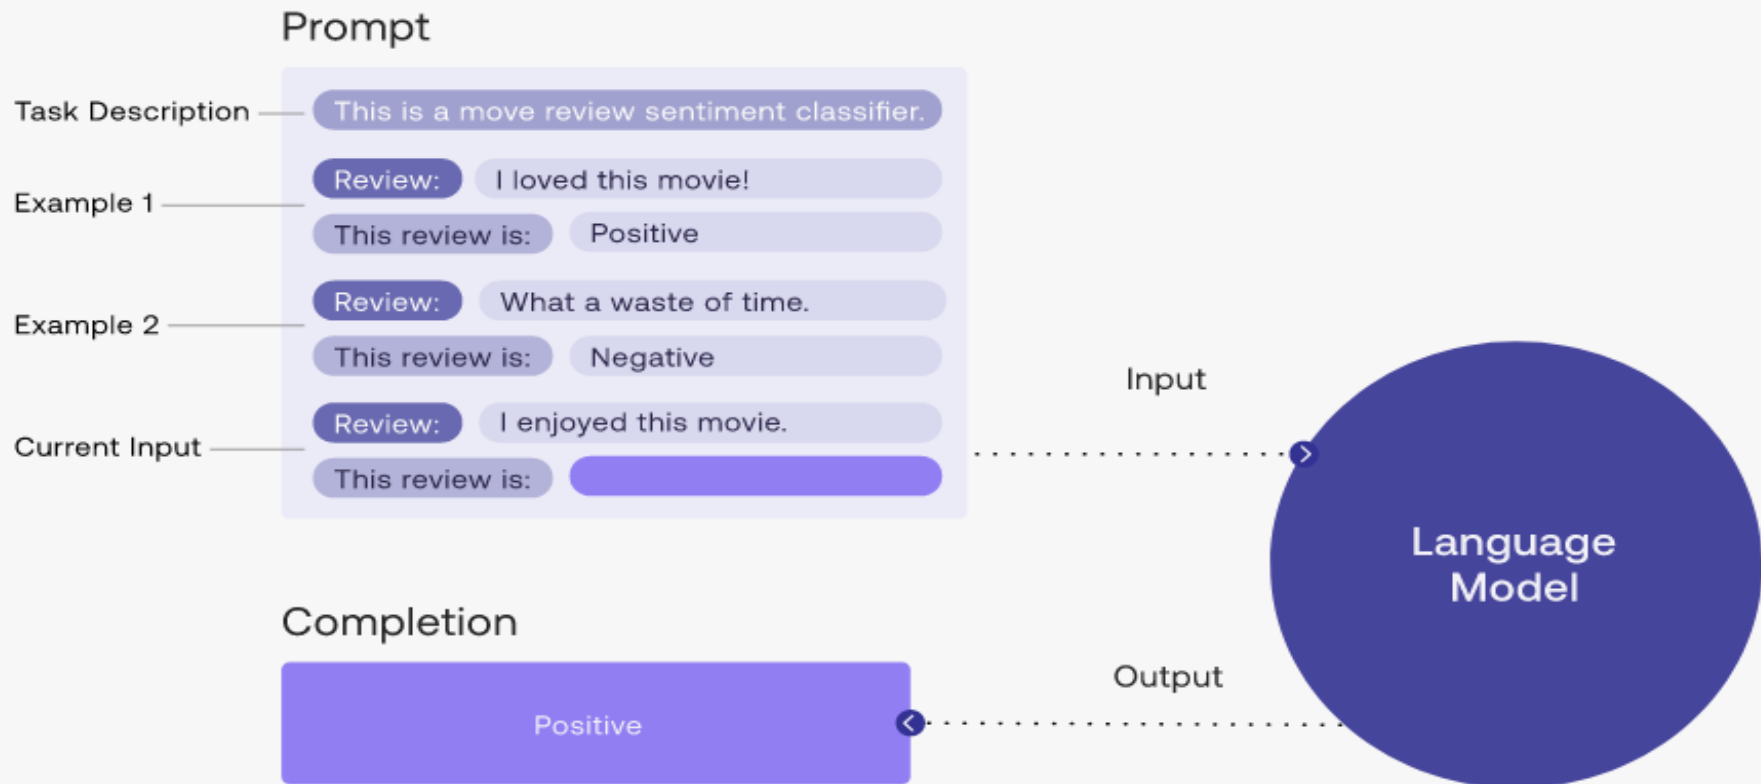 Prompt
Task Description
This is a move review sentiment classifier.
Example 1
Review: I loved this movie!
This review is: Positive
Example 2
Review: What a waste of time.
This review is: Negative
Current Input
Review: I enjoyed this movie.
This review is:
Input
Language
Model
Completion
Output
Positive